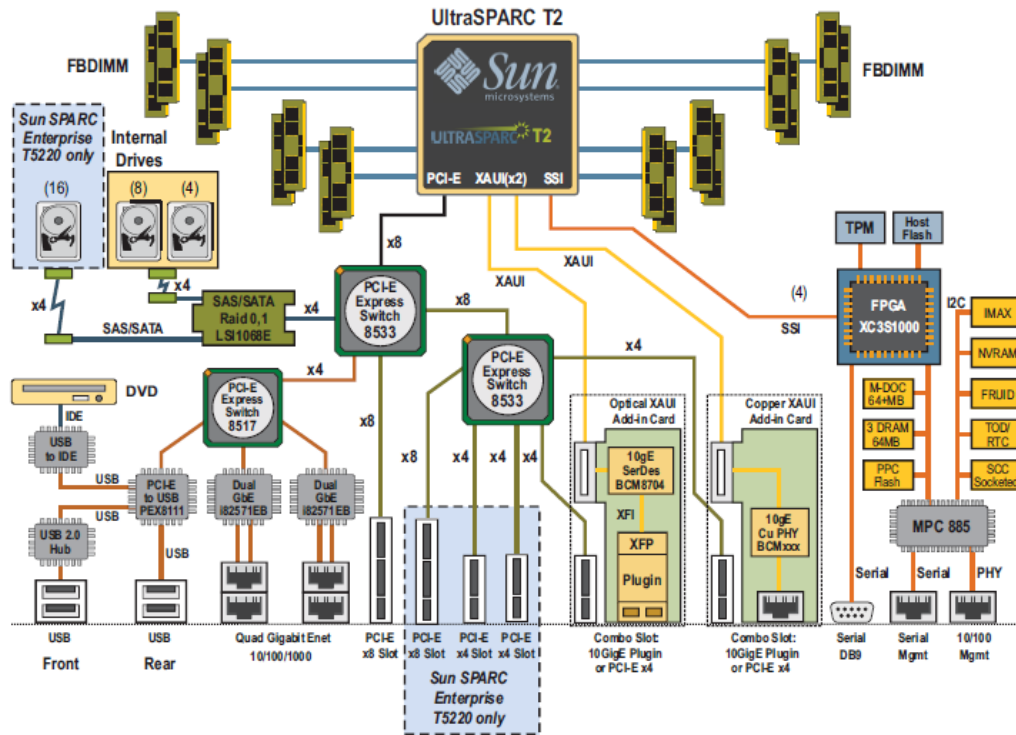 UltraSPARC T2
FBDIMM
FBDIMM
Sun
microsystems
ULTRASPARC T2
PCI-E XAUI(x2) SSI
Sun SPARC
Enterprise
T5220 only
(16)
Internal
Drives
(8) (4)
x4
x4
SAS/SATA
SAS/SATA
Raid 0,1
LSI1068E
x4
x8
PCI-E
Express
Switch
8533
x8
PCI-E
Express
Switch
8533
x4
XAUI
XAUI
(4)
SSI
TPM
Host
Flash
FPGA
XC3S1000
I2C
IMAX
NVRAM
FRUID
TOD/
RTC
SCC
Socketed
M-DOC
64+MB
3 DRAM
64MB
PPC
Flash
MPC 885
Serial
Serial
PHY
DVD
IDE
USB
to IDE
USB
USB
PCI-E
to USB
PEX8111
USB 2.0
Hub
USB
x4
PCI-E
Express
Switch
8517
Dual
GbE
i82571EB
Dual
GbE
i82571EB
x8
x8
x4
x4
x4
Optical XAUI
Add-in Card
10gE
SerDes
BCM8704
XFI
XFP
Plugin
Copper XAUI
Add-in Card
10gE
Cu PHY
BCMxxx
USB
Front
USB
Rear
Quad Gigabit Enet
10/100/1000
PCI-E
x8 Slot
PCI-E
x8 Slot
PCI-E
x4 Slot
PCI-E
x4 Slot
Sun SPARC
Enterprise
T5220 only
Combo Slot:
10GigE Plugin
or PCI-E x4
Combo Slot:
10GigE Plugin
or PCI-E x4
Serial
DB9
Serial
Mgmt
10/100
Mgmt